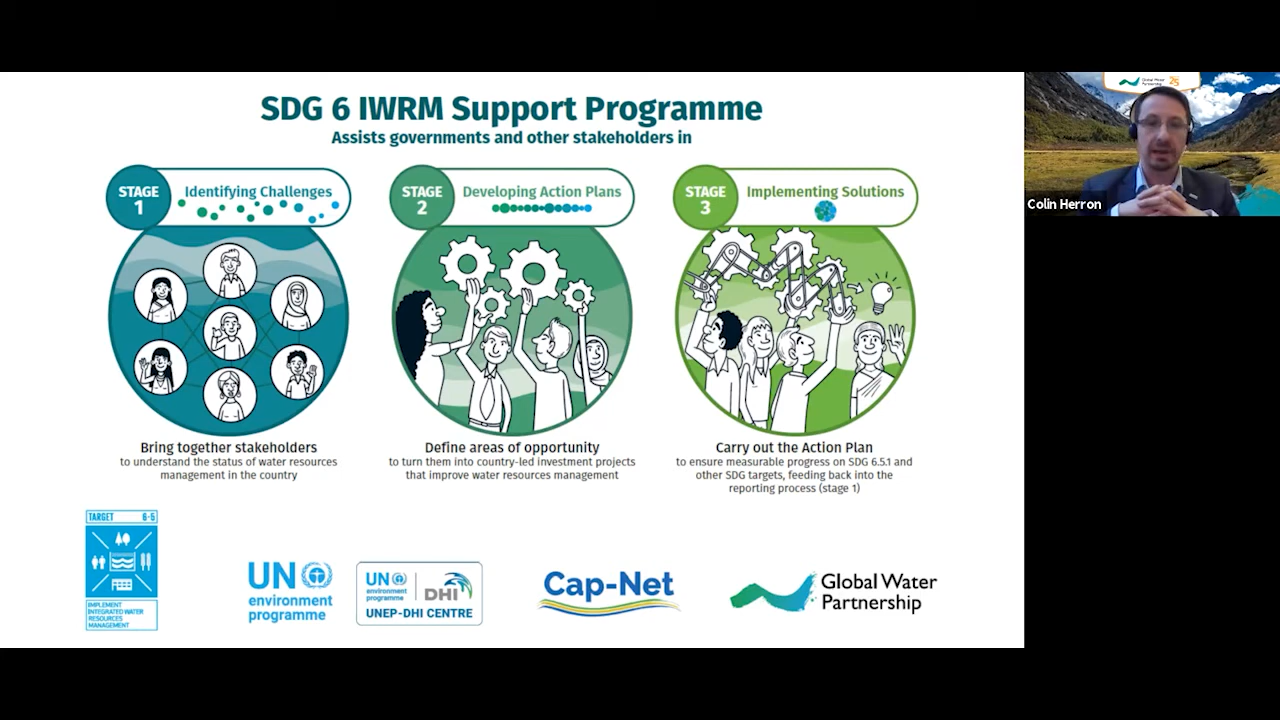 SDG 6 IWRM Support Programme
Assists governments and other stakeholders in
STAGE
1
Identifying Challenges
STAGE
2
Developing Action Plans
STAGE
3
Implementing Solutions
Bring together stakeholders
to understand the status of water resources
management in the country
Define areas of opportunity
to turn them into country-led investment projects
that improve water resources management
Carry out the Action Plan
to ensure measurable progress on SDG 6.5.1 and
other SDG targets, feeding back into the
reporting process (stage 1)
TARGET 6-5
IMPLEMENT
INTEGRATED WATER
RESOURCES
MANAGEMENT
UN
environment
programme
UN
environment
programme
DHI
UNEP-DHI CENTRE
Cap-Net
Global Water
Partnership
Global Water
Partnership
25
Colin Herron